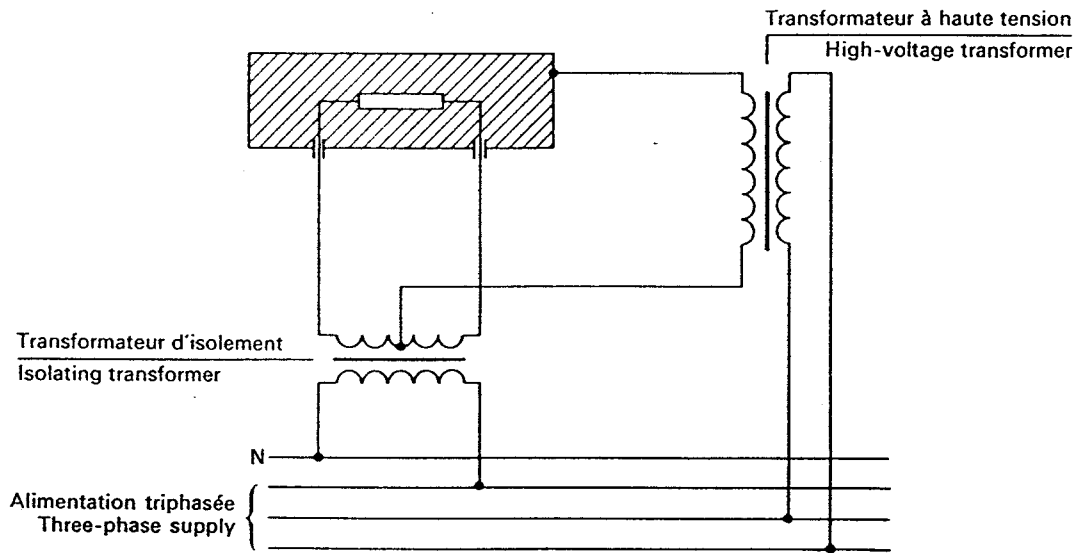 Transformateur à haute tension
High-voltage transformer
Transformateur d'isolement
Isolating transformer
N
Alimentation triphasée
Three-phase supply